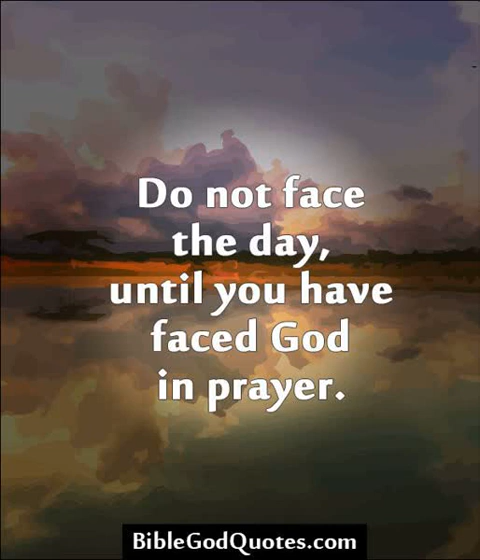 Do not face
the day,
until you have
faced God
in prayer.
BibleGodQuotes.com